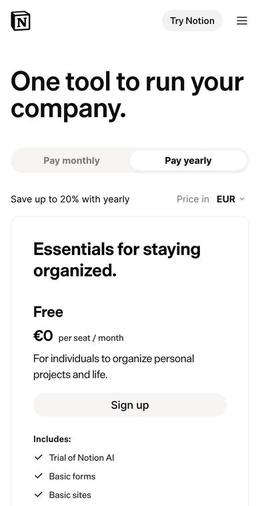 N
Try Notion
One tool to run your
company.
Pay monthly
Pay yearly
Save up to 20% with yearly
Price in EUR
Essentials for staying
organized.
Free
€0 per seat / month
For individuals to organize personal
projects and life.
Sign up
Includes:
Trial of Notion AI
Basic forms
Basic sites